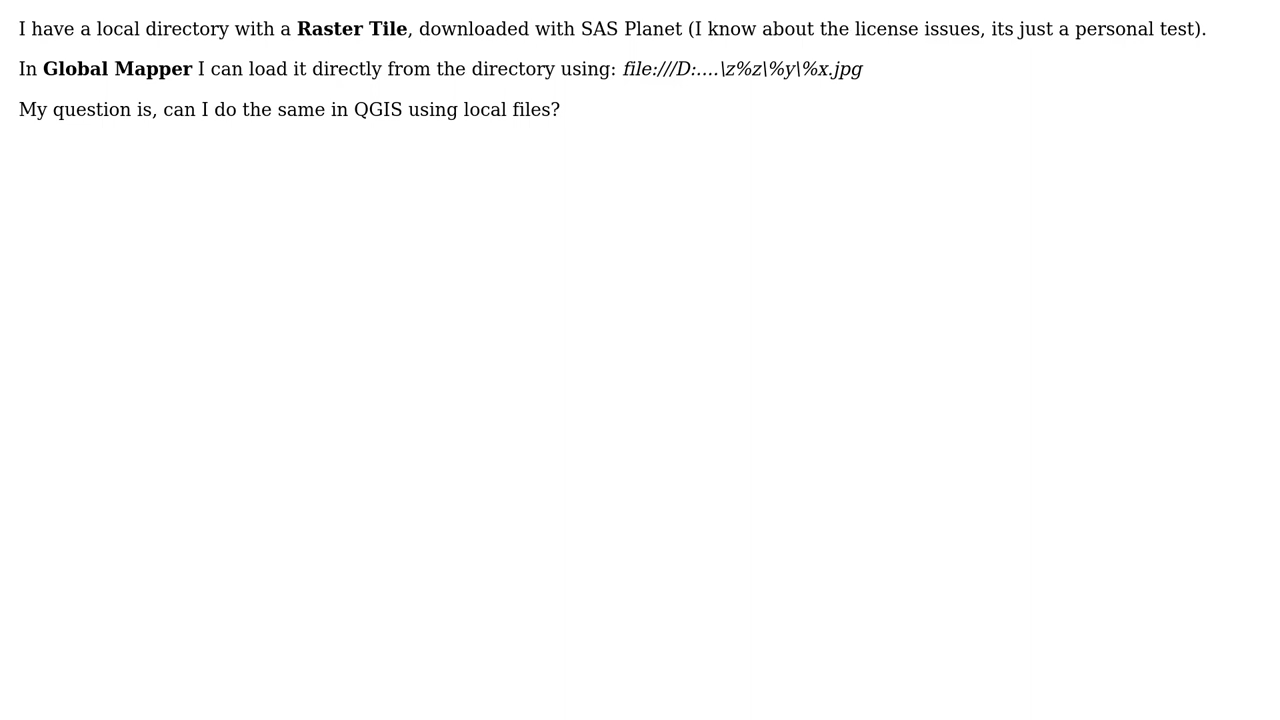 I have a local directory with a Raster Tile, downloaded with SAS Planet (I know about the license issues, its just a personal test).
In Global Mapper I can load it directly from the directory using: file:///D:....\z%z\%y\%x.jpg
My question is, can I do the same in QGIS using local files?